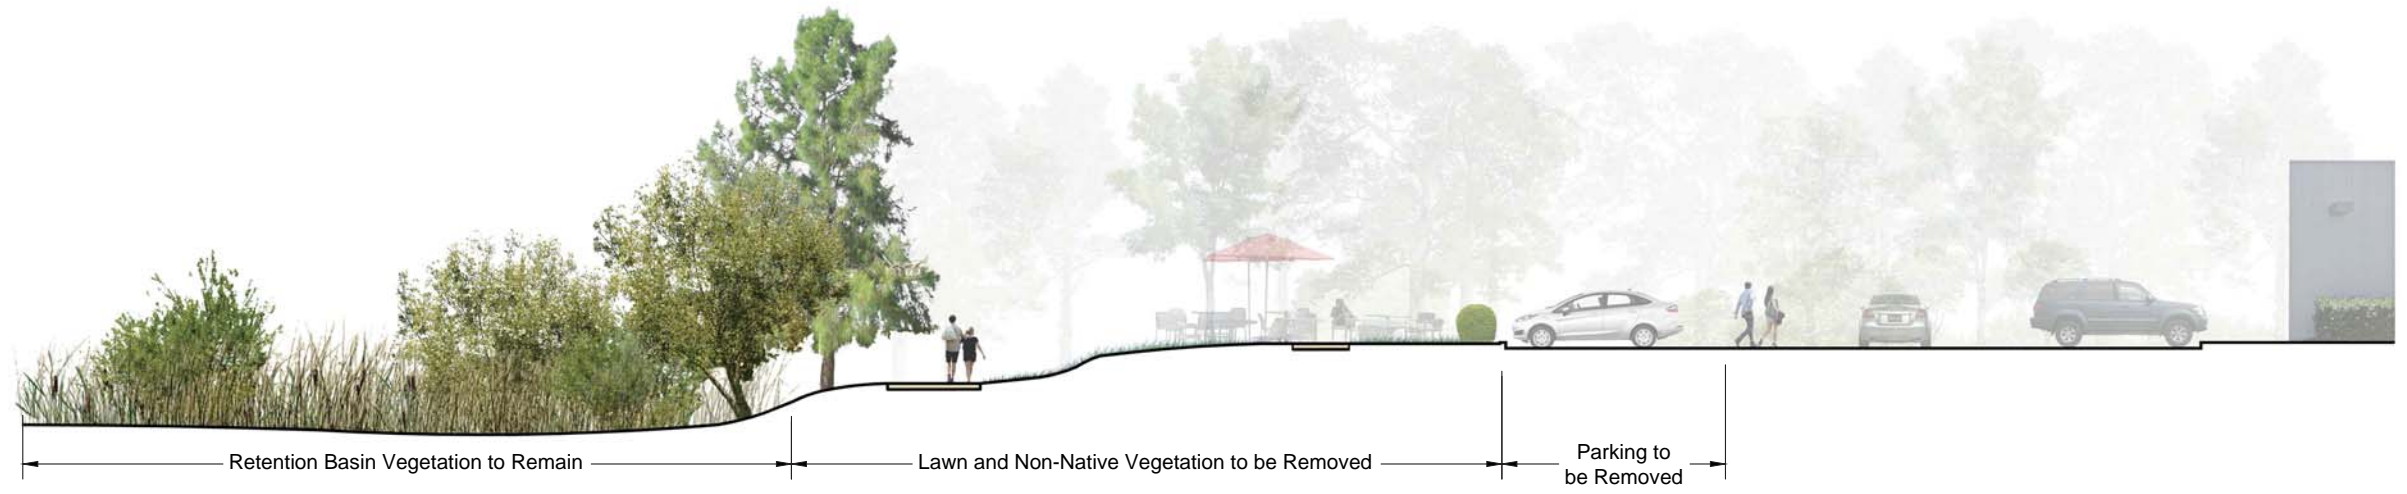 Retention Basin Vegetation to Remain
Lawn and Non-Native Vegetation to be Removed
Parking to
be Removed